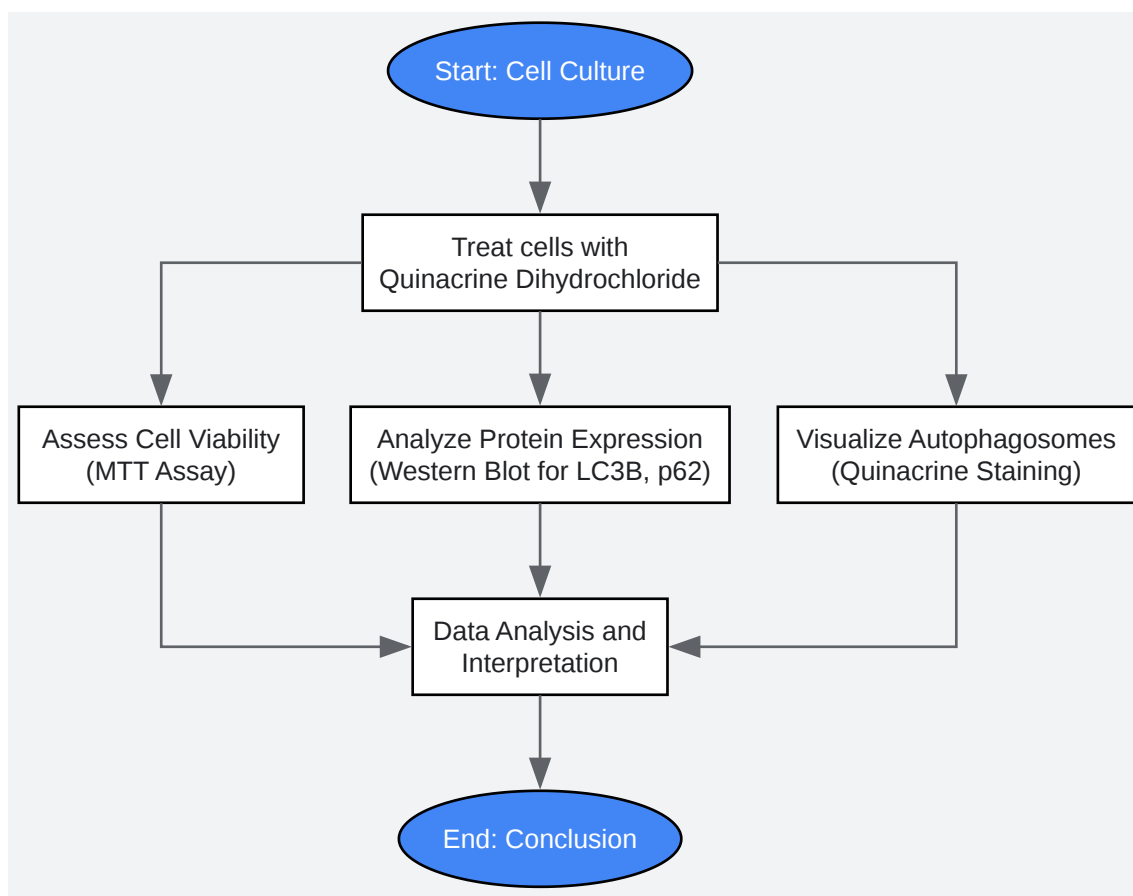 Start: Cell Culture
Treat cells with
Quinacrine Dihydrochloride
Assess Cell Viability
(MTT Assay)
Analyze Protein Expression
(Western Blot for LC3B, p62)
Visualize Autophagosomes
(Quinacrine Staining)
Data Analysis and
Interpretation
End: Conclusion